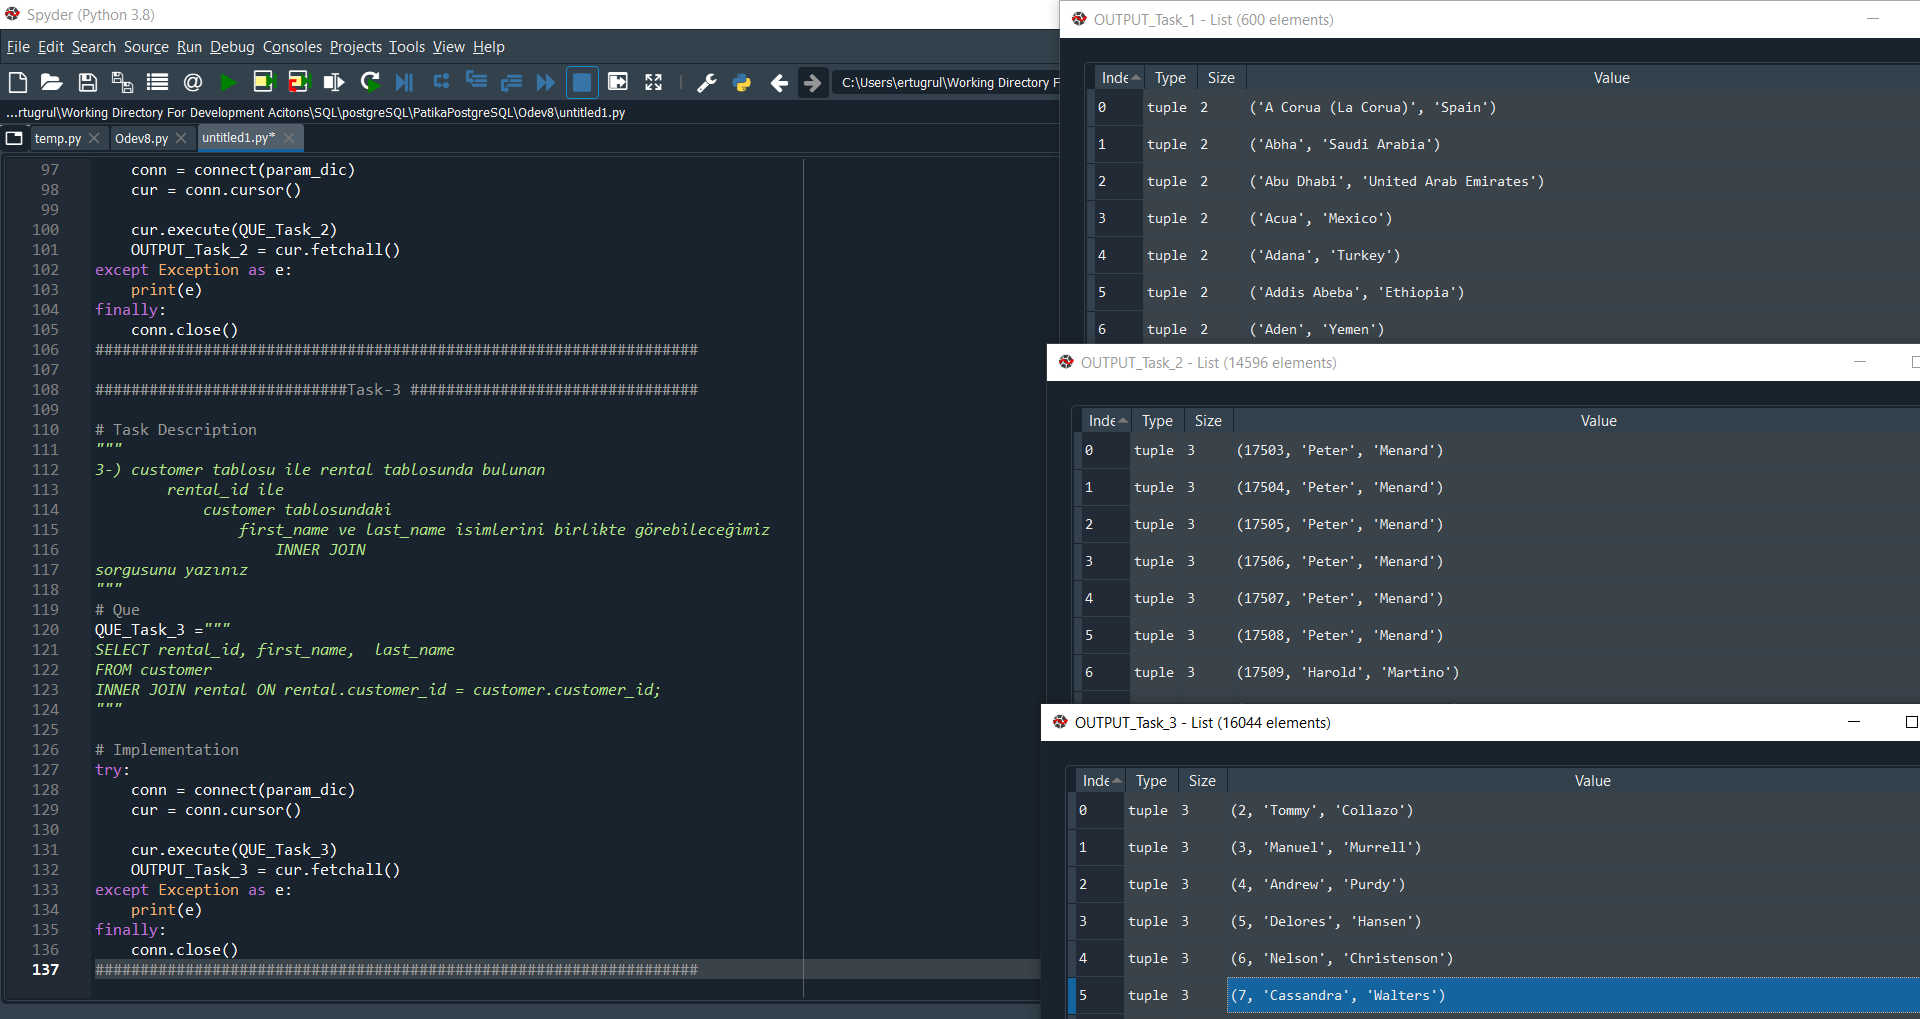 Spyder (Python 3.8)
File Edit Search Source Run Debug Consoles Projects Tools View Help
C:\Users\ertugrul\Working Directory F
...rtugrul\Working Directory For Development Acitons\SQL\postgreSQL\PatikaPostgreSQL\Odev8\untitled1.py
temp.py Odev8.py untitled1.py*
97 conn = connect(param_dic)
98 cur = conn.cursor()
99
100 cur.execute(QUE_Task_2)
101 OUTPUT_Task_2 = cur.fetchall()
102 except Exception as e:
103 print(e)
104 finally:
105 conn.close()
106 ###################################################################
107
108 ############################Task-3 ################################
109
110 # Task Description
111 """
112 3-) customer tablosu ile rental tablosunda bulunan
113 rental_id ile
114 customer tablosundaki
115 first_name ve last_name isimlerini birlikte görebileceğimiz
116 INNER JOIN
117 sorgusunu yazınız
118 """
119 # Que
120 QUE_Task_3 ="""
121 SELECT rental_id, first_name,  last_name
122 FROM customer
123 INNER JOIN rental ON rental.customer_id = customer.customer_id;
124 """
125
126 # Implementation
127 try:
128 conn = connect(param_dic)
129 cur = conn.cursor()
130
131 cur.execute(QUE_Task_3)
132 OUTPUT_Task_3 = cur.fetchall()
133 except Exception as e:
134 print(e)
135 finally:
136 conn.close()
137 ###################################################################
OUTPUT_Task_1 - List (600 elements)
Inde Type Size Value
0 tuple 2 ('A Corua (La Corua)', 'Spain')
1 tuple 2 ('Abha', 'Saudi Arabia')
2 tuple 2 ('Abu Dhabi', 'United Arab Emirates')
3 tuple 2 ('Acua', 'Mexico')
4 tuple 2 ('Adana', 'Turkey')
5 tuple 2 ('Addis Abeba', 'Ethiopia')
6 tuple 2 ('Aden', 'Yemen')
OUTPUT_Task_2 - List (14596 elements)
Inde Type Size Value
0 tuple 3 (17503, 'Peter', 'Menard')
1 tuple 3 (17504, 'Peter', 'Menard')
2 tuple 3 (17505, 'Peter', 'Menard')
3 tuple 3 (17506, 'Peter', 'Menard')
4 tuple 3 (17507, 'Peter', 'Menard')
5 tuple 3 (17508, 'Peter', 'Menard')
6 tuple 3 (17509, 'Harold', 'Martino')
OUTPUT_Task_3 - List (16044 elements)
Inde Type Size Value
0 tuple 3 (2, 'Tommy', 'Collazo')
1 tuple 3 (3, 'Manuel', 'Murrell')
2 tuple 3 (4, 'Andrew', 'Purdy')
3 tuple 3 (5, 'Delores', 'Hansen')
4 tuple 3 (6, 'Nelson', 'Christenson')
5 tuple 3 (7, 'Cassandra', 'Walters')